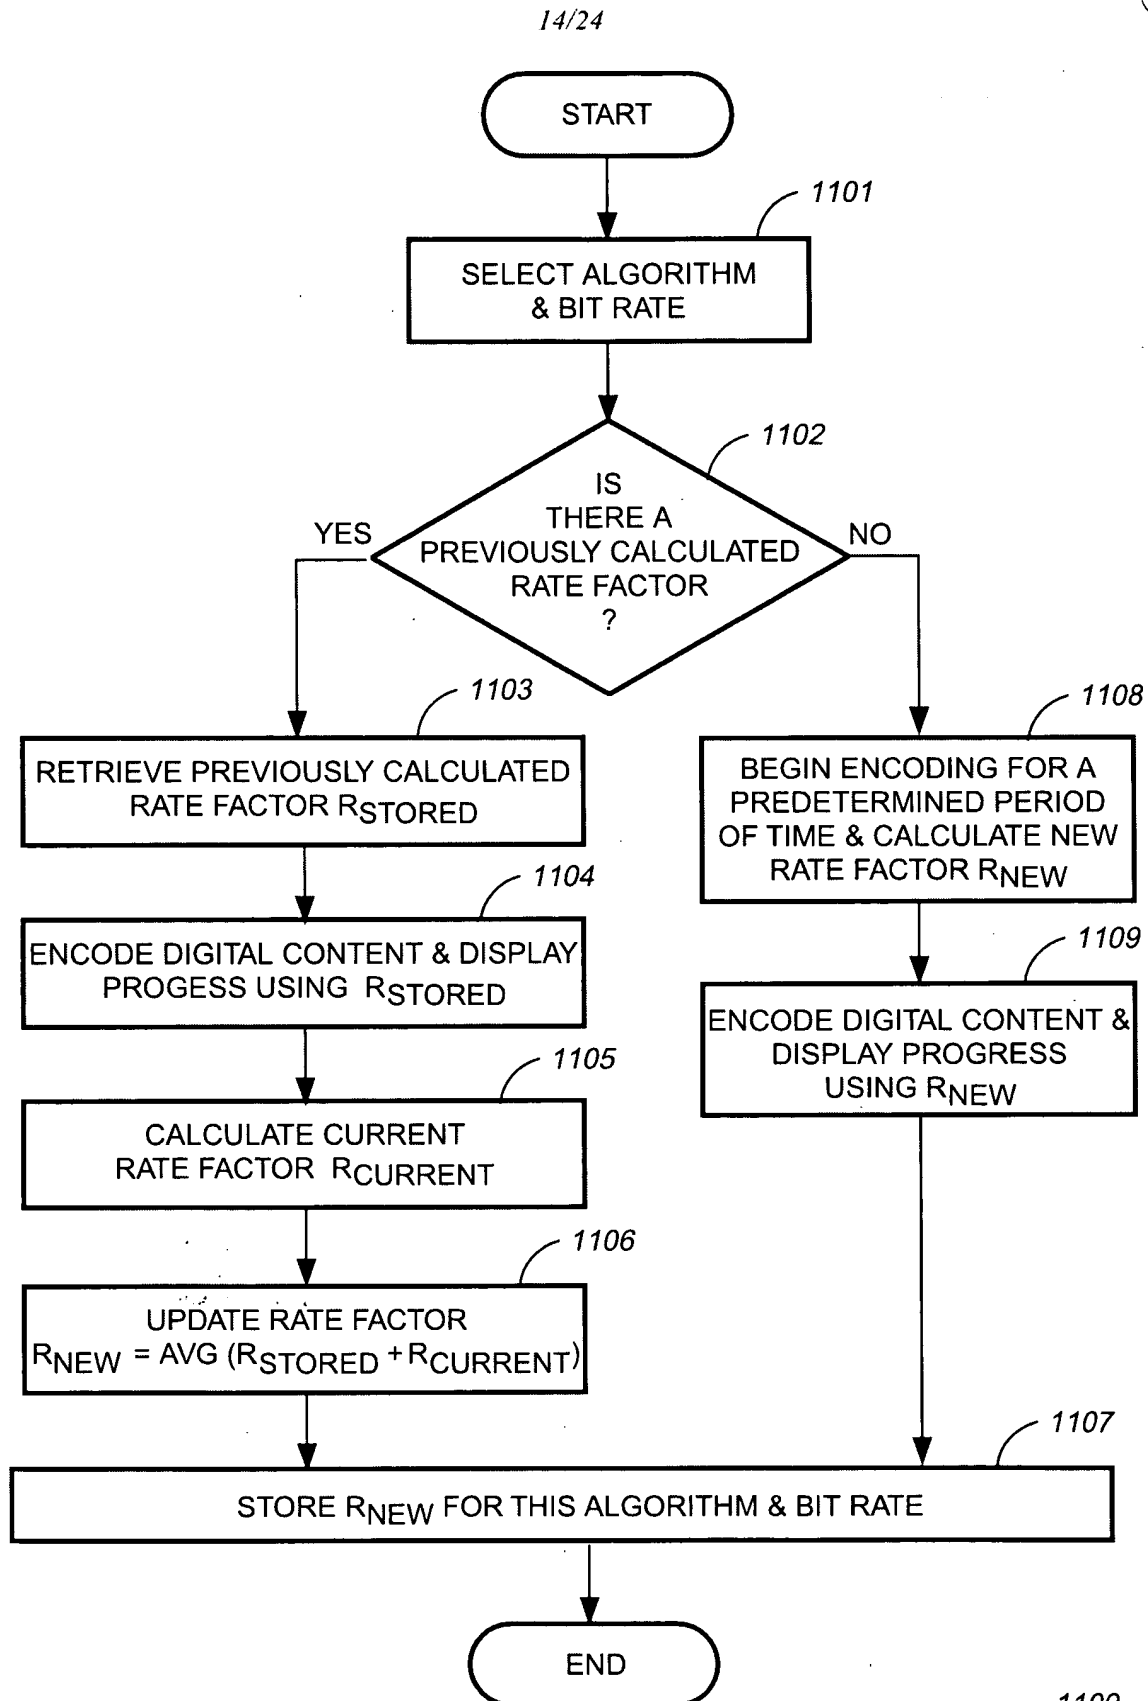 14/24
START
1101
SELECT ALGORITHM
& BIT RATE
1102
IS
THERE A
PREVIOUSLY CALCULATED
RATE FACTOR
?
YES
NO
1103
RETRIEVE PREVIOUSLY CALCULATED
RATE FACTOR RSTORED
1104
ENCODE DIGITAL CONTENT & DISPLAY
PROGESS USING RSTORED
1105
CALCULATE CURRENT
RATE FACTOR RCURRENT
1106
UPDATE RATE FACTOR
RNEW = AVG (RSTORED + RCURRENT)
1108
BEGIN ENCODING FOR A
PREDETERMINED PERIOD
OF TIME & CALCULATE NEW
RATE FACTOR RNEW
1109
ENCODE DIGITAL CONTENT &
DISPLAY PROGRESS
USING RNEW
1107
STORE RNEW FOR THIS ALGORITHM & BIT RATE
END